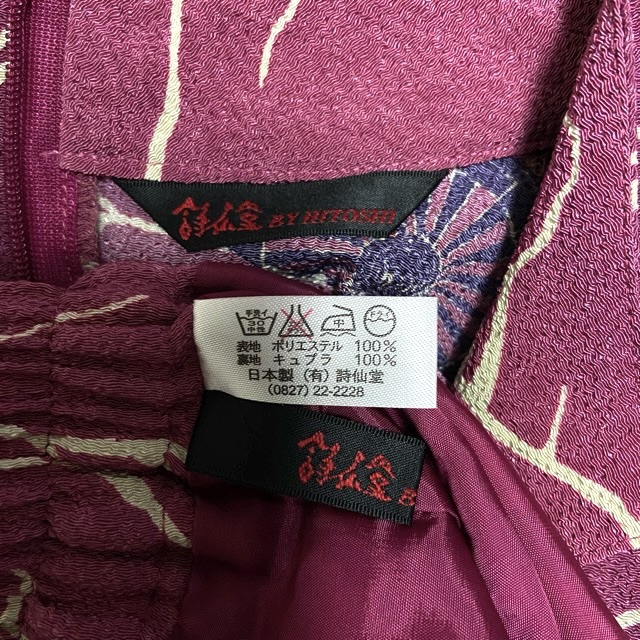 詩仙堂 BY HITOSHI
手洗イ
30
中性
中
ドライ
表地 ポリエステル 100%
裏地 キュプラ 100%
日本製 (有) 詩仙堂
(0827) 22-2228
詩仙堂 B